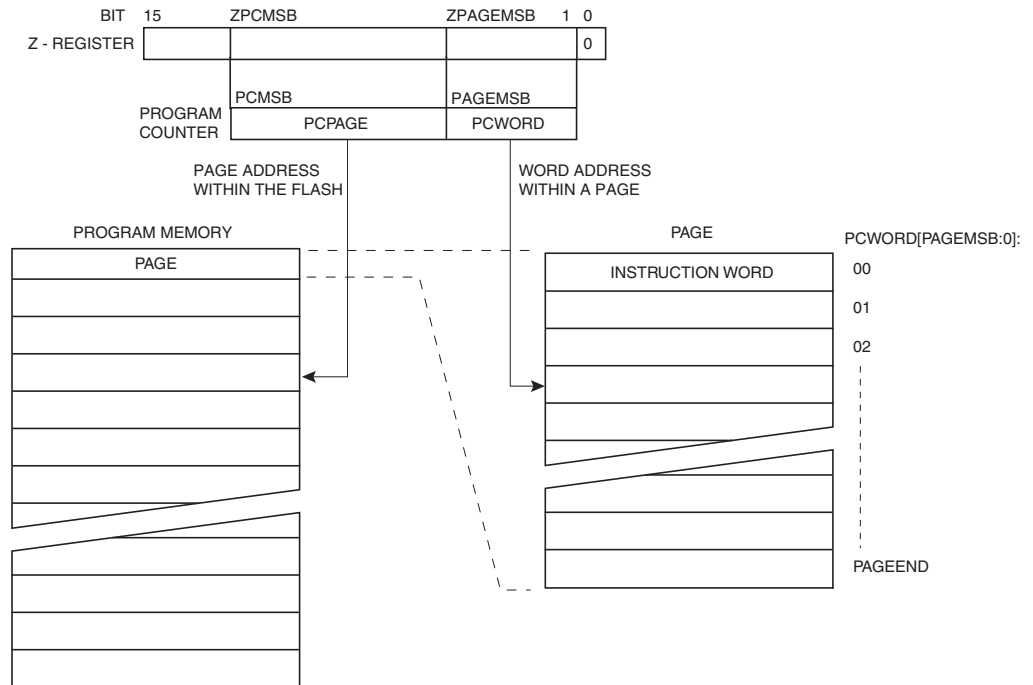 BIT 15 ZPCMSB ZPAGEMSB 1 0
Z - REGISTER 0
PCMSB PAGEMSB
PROGRAM
COUNTER
PCPAGE PCWORD
PAGE ADDRESS
WITHIN THE FLASH
WORD ADDRESS
WITHIN A PAGE
PROGRAM MEMORY
PAGE
PAGE
PCWORD[PAGEMSB:0]:
INSTRUCTION WORD
00
01
02
PAGEEND